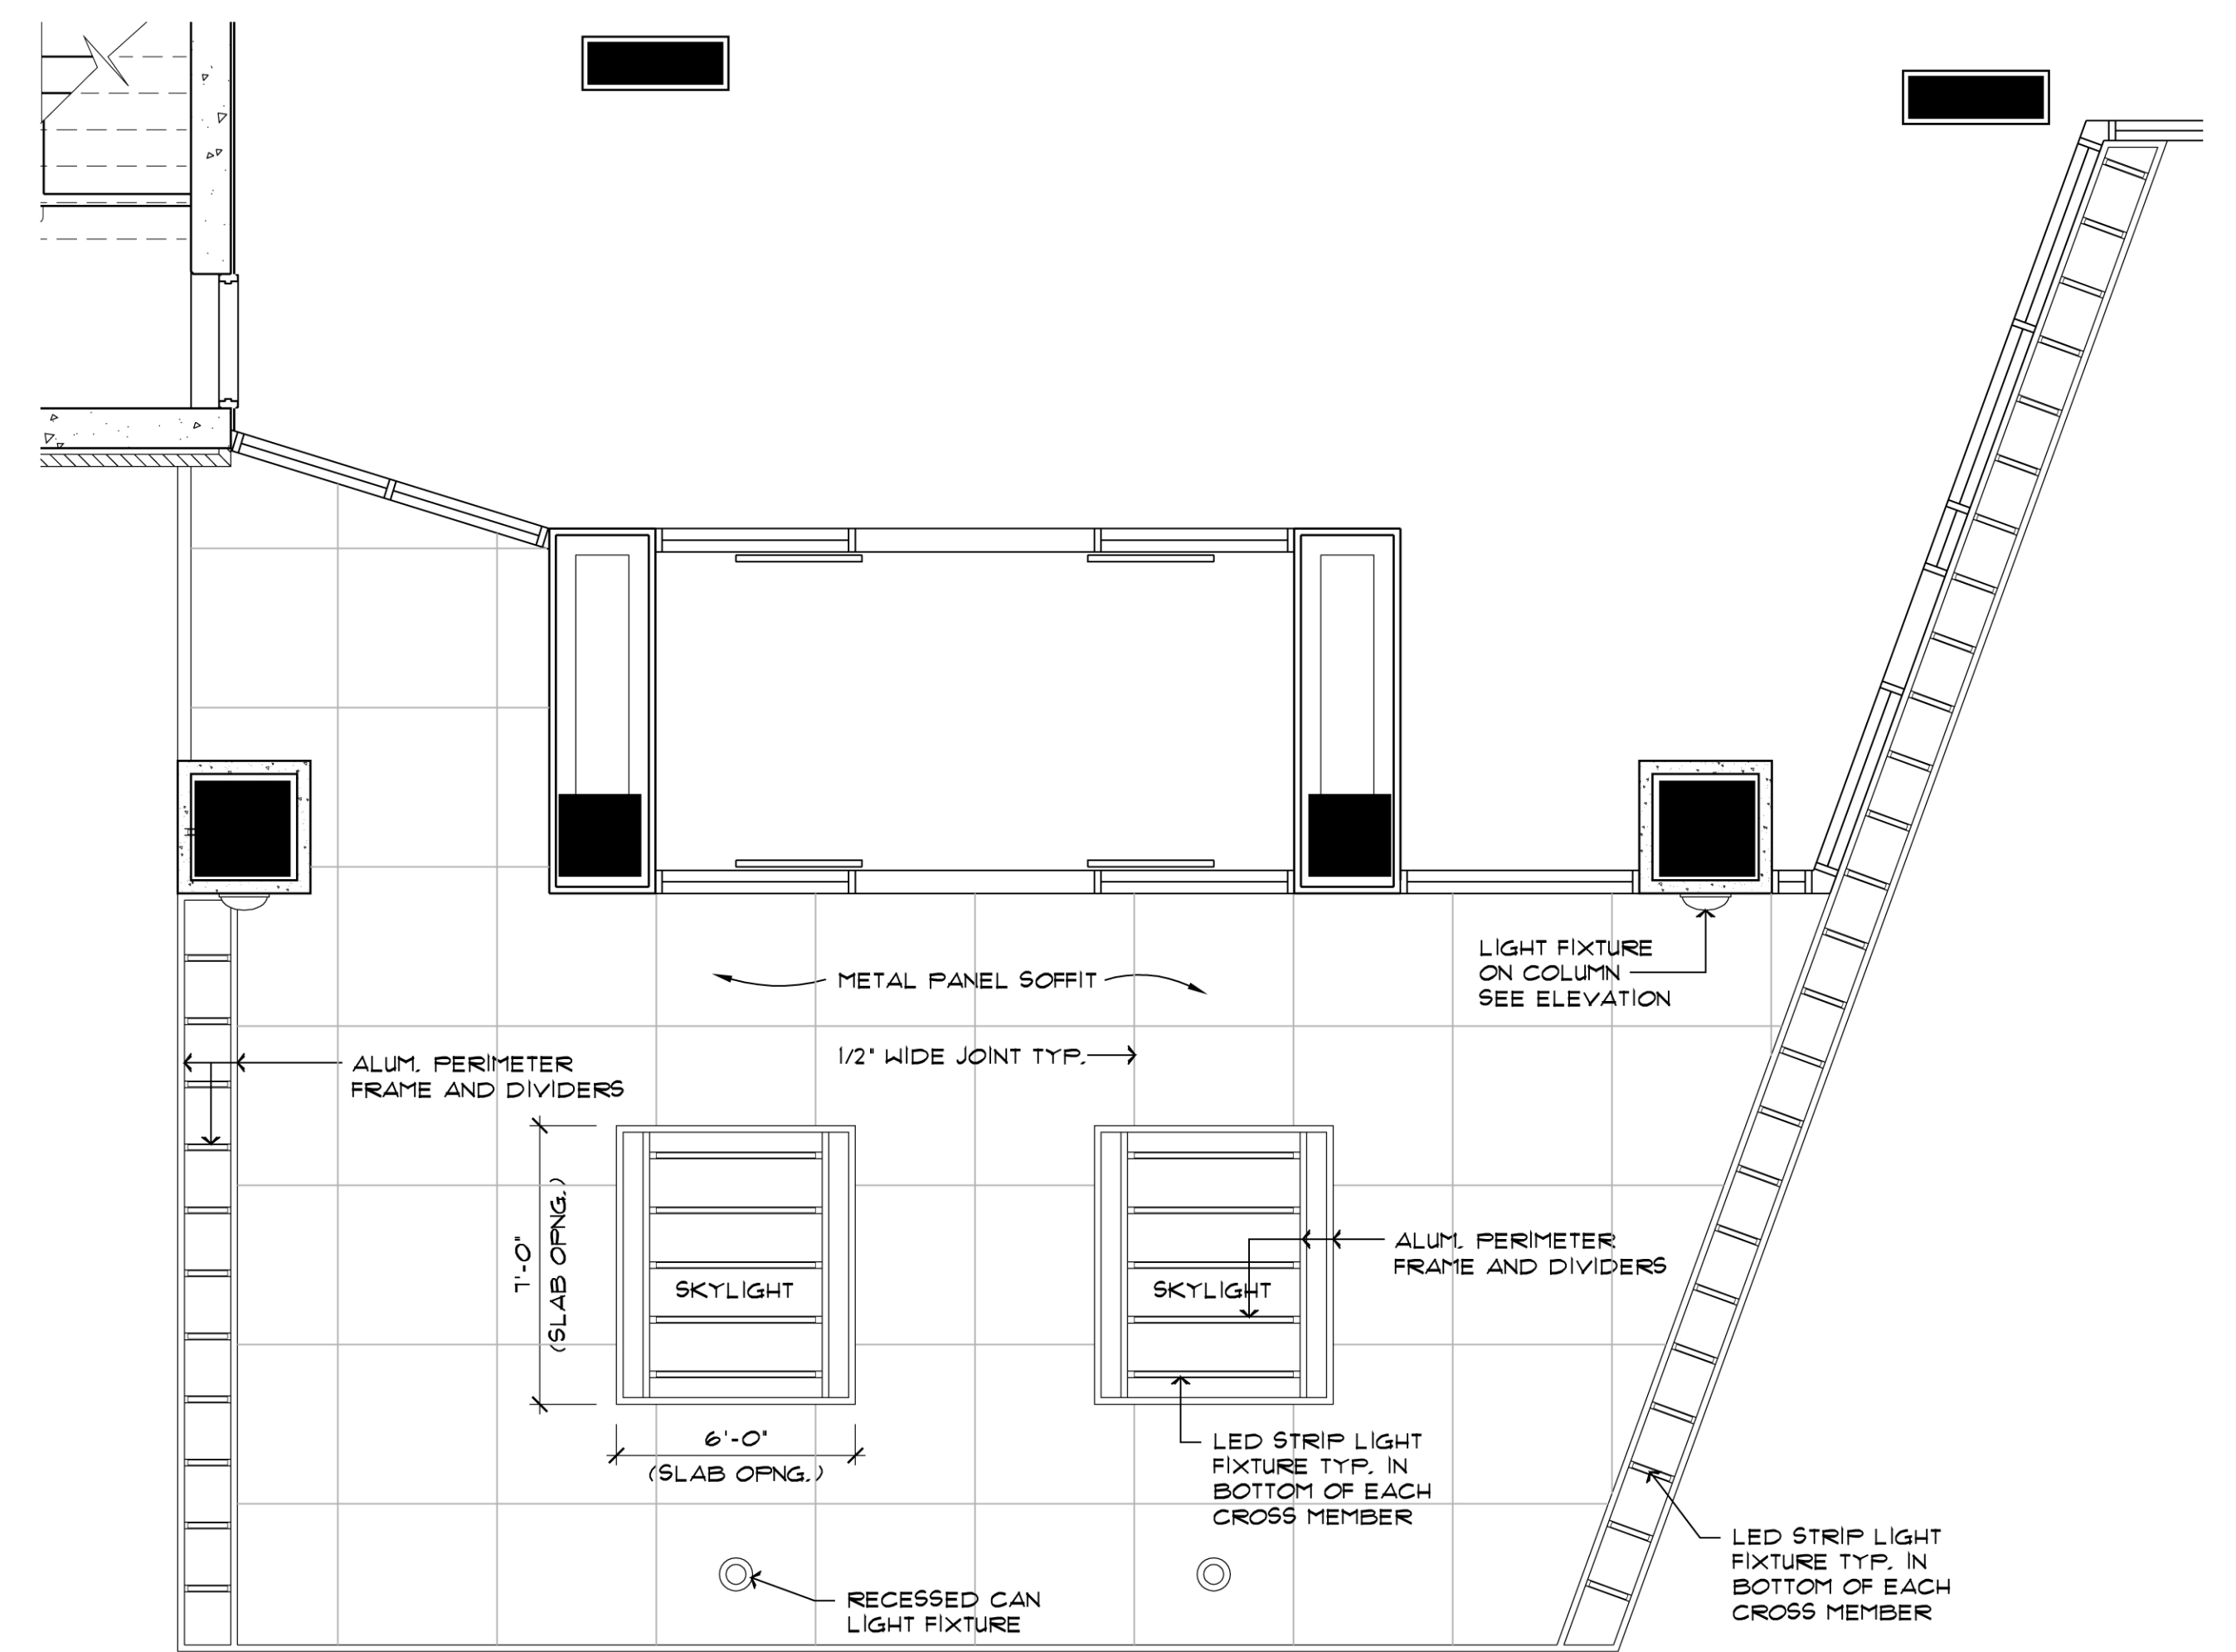 METAL PANEL SOFFIT
LIGHT FIXTURE
ON COLUMN
SEE ELEVATION
1/2" WIDE JOINT TYP.
ALUM. PERIMETER
FRAME AND DIVIDERS
7'-0"
(SLAB OPNG.)
SKYLIGHT
SKYLIGHT
ALUM. PERIMETER
FRAME AND DIVIDERS
6'-0"
(SLAB OPNG.)
LED STRIP LIGHT
FIXTURE TYP. IN
BOTTOM OF EACH
CROSS MEMBER
LED STRIP LIGHT
FIXTURE TYP. IN
BOTTOM OF EACH
CROSS MEMBER
RECESSED CAN
LIGHT FIXTURE